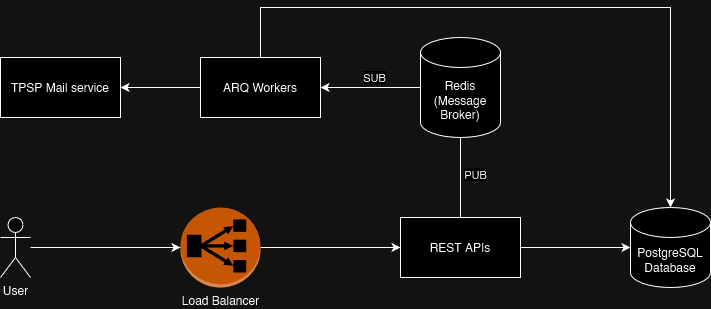 TPSP Mail service
ARQ Workers
SUB
Redis
(Message
Broker)
PUB
User
Load Balancer
REST APIs
PostgreSQL
Database